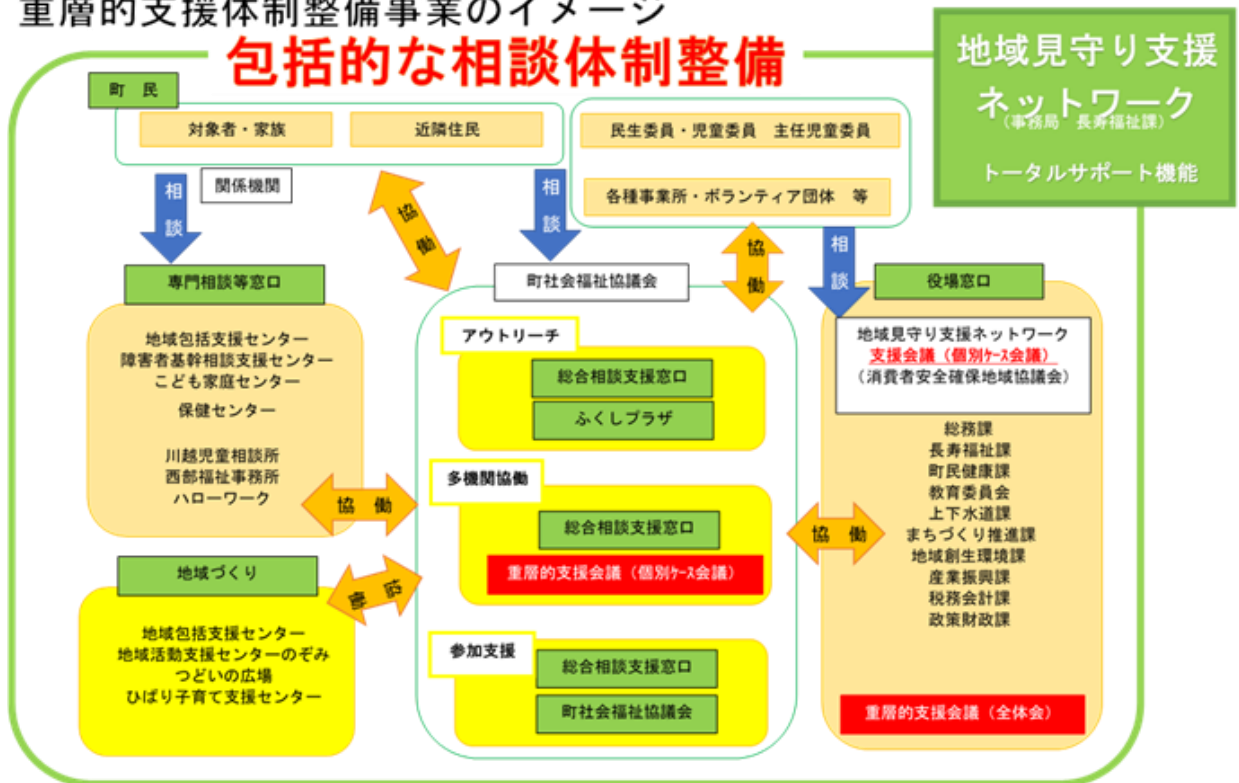 重層的支援体制整備事業のイメージ
包括的な相談体制整備
地域見守り支援
ネットワーク
（事務局　長寿福祉課）
トータルサポート機能
町　民
対象者・家族
近隣住民
民生委員・児童委員　主任児童委員
各種事業所・ボランティア団体　等
関係機関
相談
協働
相談
協働
相談
専門相談等窓口
地域包括支援センター
障害者基幹相談支援センター
こども家庭センター
保健センター
川越児童相談所
西部福祉事務所
ハローワーク
協　働
地域づくり
協働
地域包括支援センター
地域活動支援センターのぞみ
つどいの広場
ひばり子育て支援センター
町社会福祉協議会
アウトリーチ
総合相談支援窓口
ふくしプラザ
多機関協働
総合相談支援窓口
重層的支援会議（個別ケース会議）
参加支援
総合相談支援窓口
町社会福祉協議会
協　働
役場窓口
地域見守り支援ネットワーク
支援会議（個別ケース会議）
（消費者安全確保地域協議会）
総務課
長寿福祉課
町民健康課
教育委員会
上下水道課
まちづくり推進課
地域創生環境課
産業振興課
税務会計課
政策財政課
重層的支援会議（全体会）